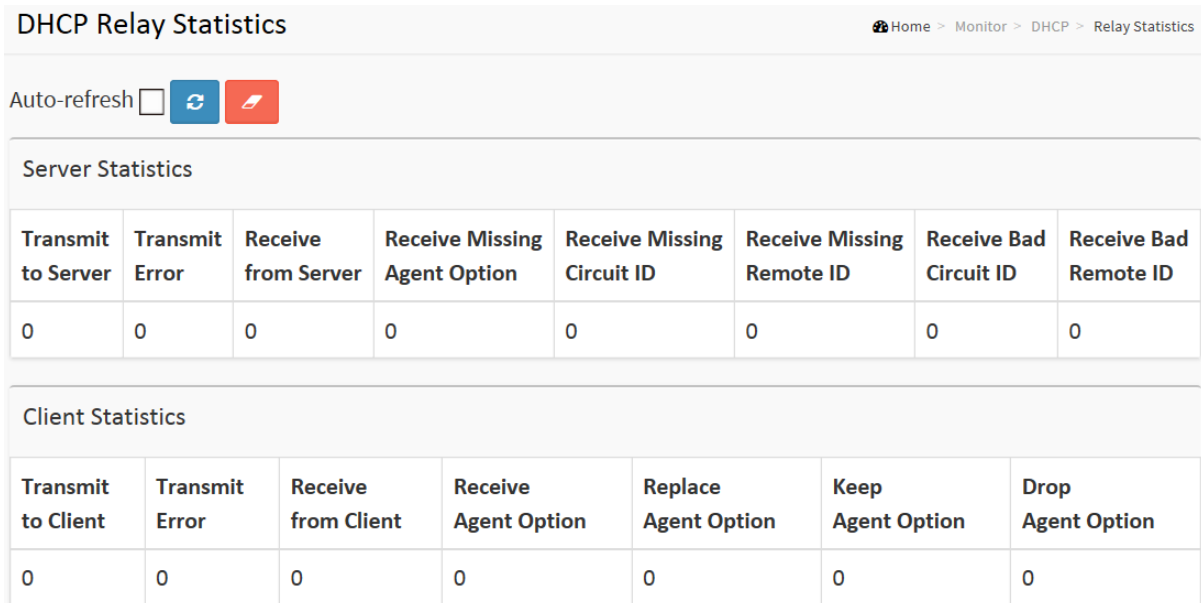 DHCP Relay Statistics
Home > Monitor > DHCP > Relay Statistics
Auto-refresh
Server Statistics
Transmit to Server Transmit Error Receive from Server Receive Missing Agent Option Receive Missing Circuit ID Receive Missing Remote ID Receive Bad Circuit ID Receive Bad Remote ID
0 0 0 0 0 0 0 0
Client Statistics
Transmit to Client Transmit Error Receive from Client Receive Agent Option Replace Agent Option Keep Agent Option Drop Agent Option
0 0 0 0 0 0 0